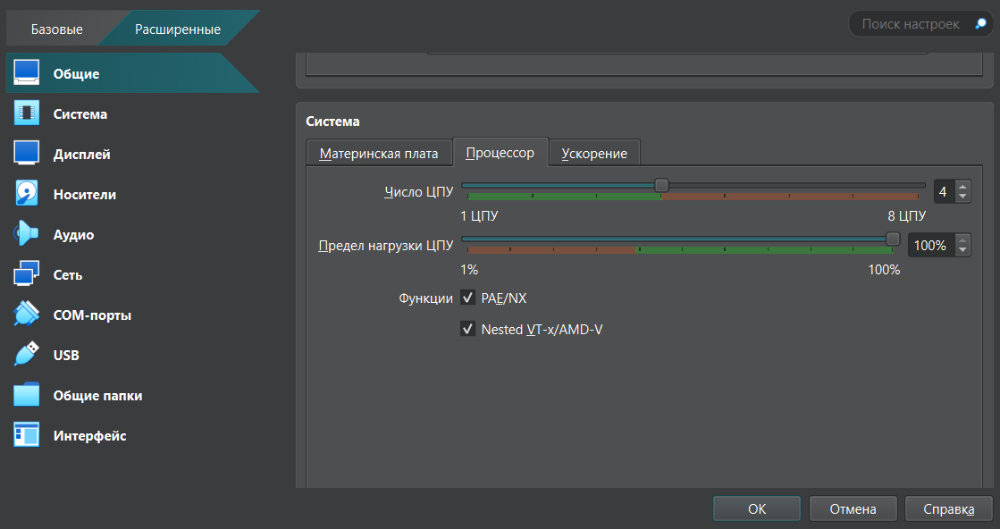 Базовые
Расширенные
Поиск настроек
Общие
Система
Дисплей
Носители
Аудио
Сеть
COM-порты
USB
Общие папки
Интерфейс
Система
Материнская плата
Процессор
Ускорение
Число ЦПУ
4
1 ЦПУ
8 ЦПУ
Предел нагрузки ЦПУ
100%
1%
100%
Функции
PAE/NX
Nested VT-x/AMD-V
OK
Отмена
Справка